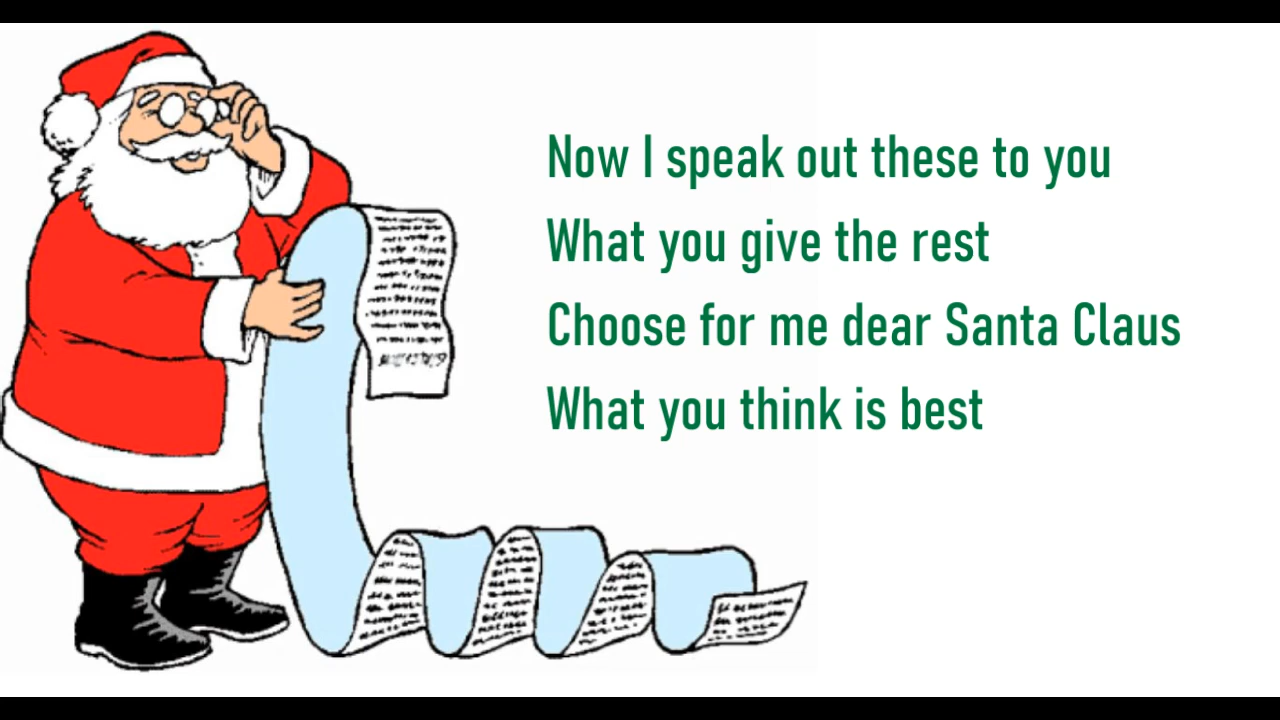 Now I speak out these to you
What you give the rest
Choose for me dear Santa Claus
What you think is best